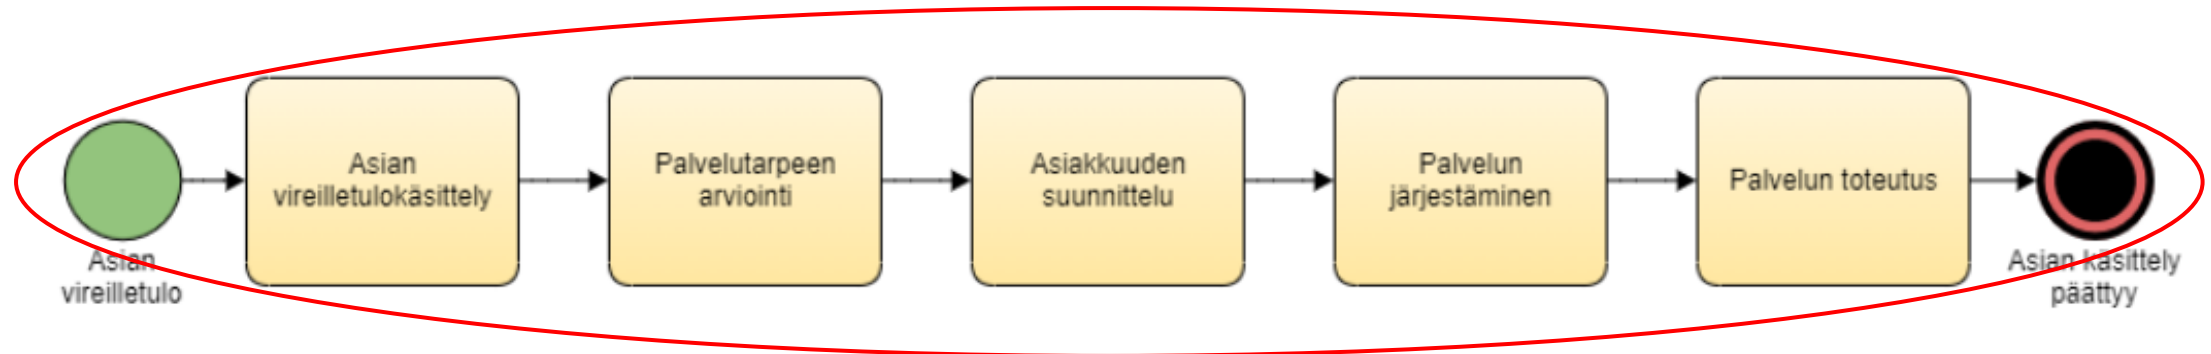 Asian
vireilletulo
Asian
vireilletulokäsittely
Palvelutarpeen
arviointi
Asiakkuuden
suunnittelu
Palvelun
järjestäminen
Palvelun toteutus
Asian käsittely
päättyy